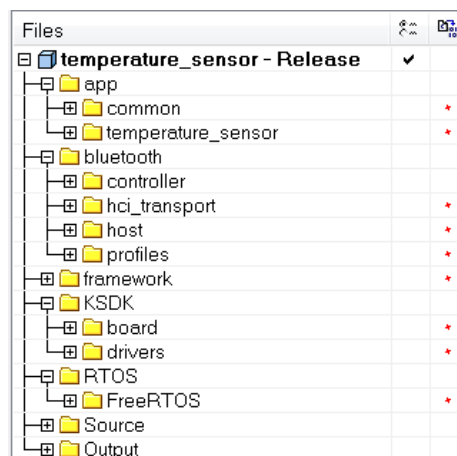 Files
temperature_sensor - Release
app
common
temperature_sensor
bluetooth
controller
hci_transport
host
profiles
framework
KSDK
board
drivers
RTOS
FreeRTOS
Source
Output